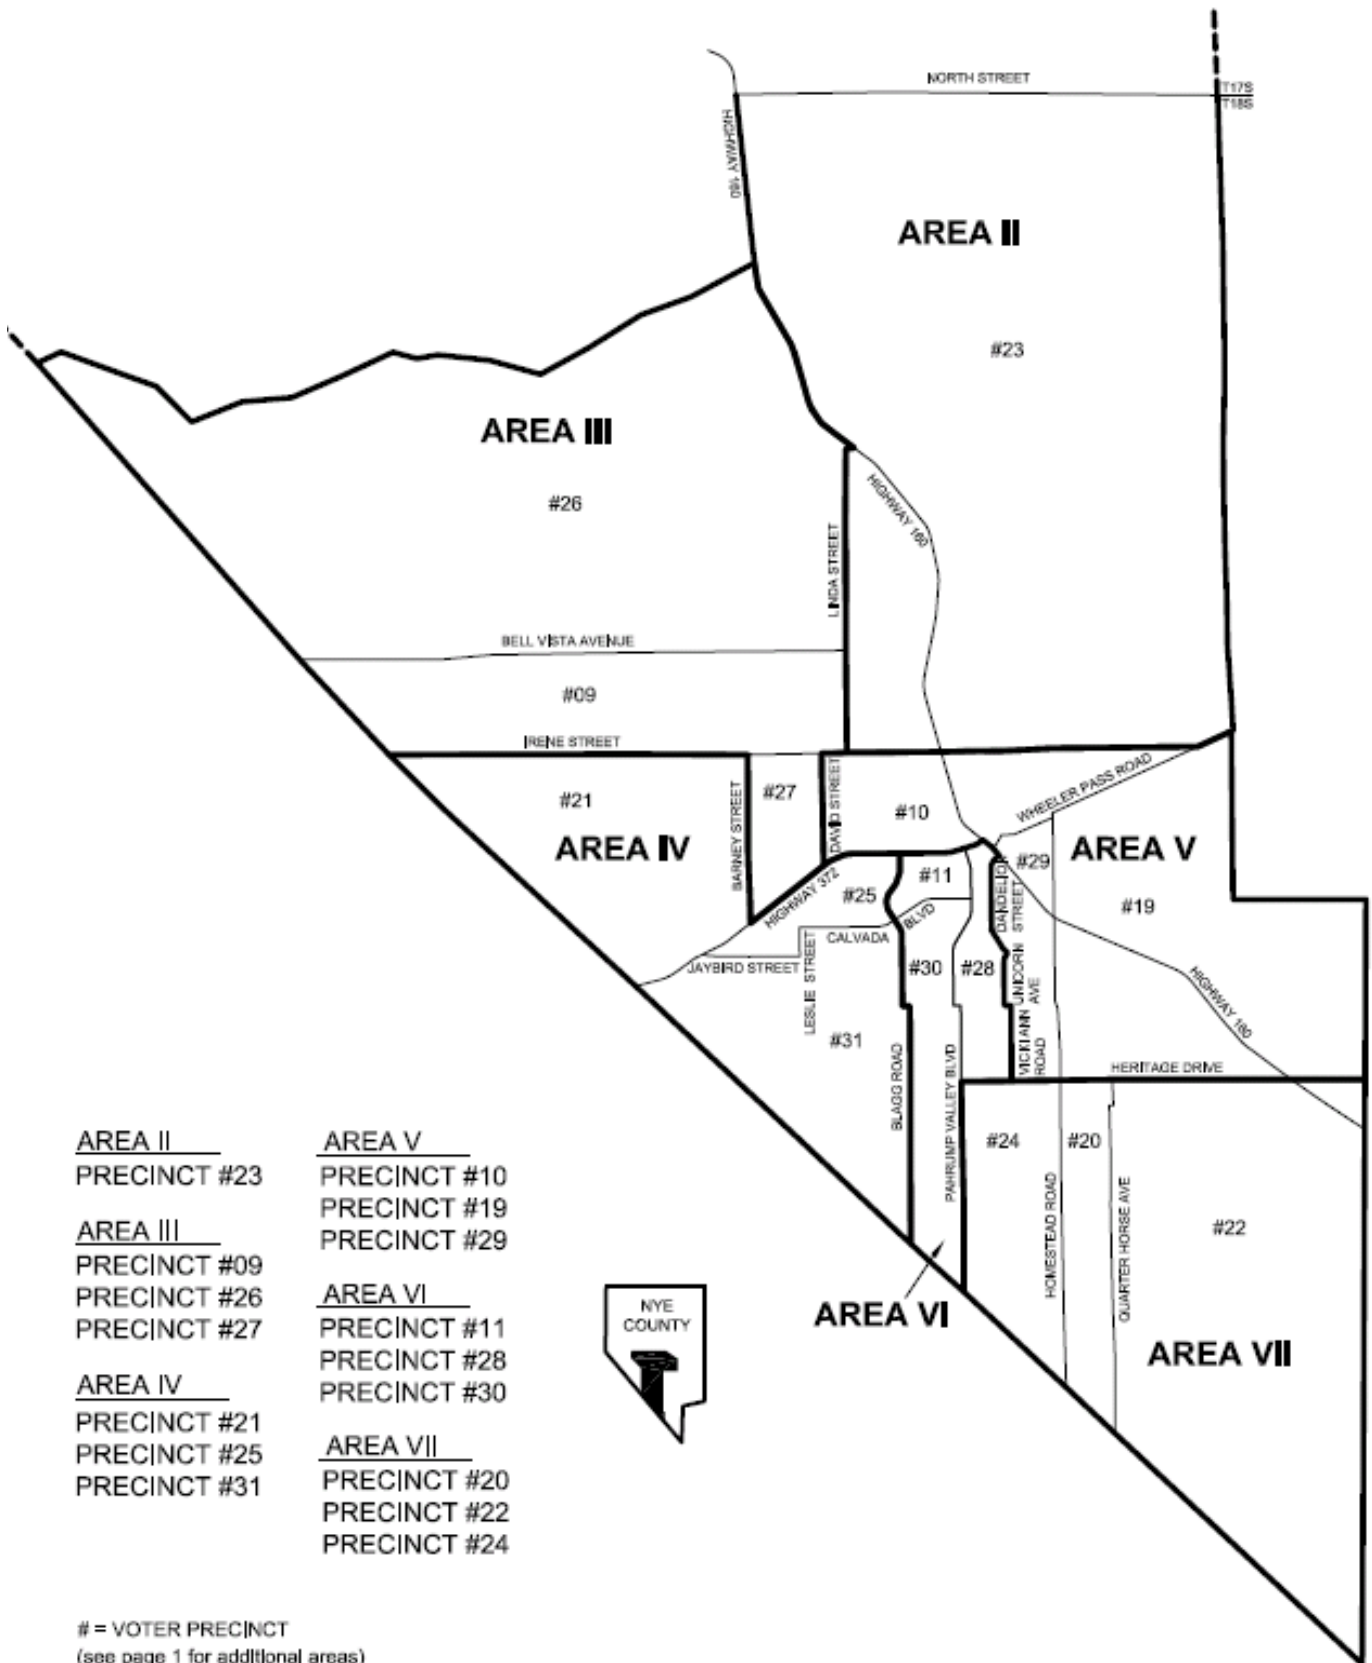 NORTH STREET
T17S
T18S
HIGHWAY 160
AREA II
#23
AREA III
#26
HIGHWAY 160
LINDA STREET
BELL VISTA AVENUE
#09
IRENE STREET
#21
BARNEY STREET
#27
DAVID STREET
#10
WHEELER PASS ROAD
AREA IV
AREA V
#29
#11
#25
HIGHWAY 372
DANDELION
STREET
#19
CALVADA
BLVD
JAYBIRD STREET
LESLIE STREET
#30
#28
UNICORN
AVE
HIGHWAY 160
#31
VICKI ANN
ROAD
BLAGG ROAD
PAHRUMP VALLEY BLVD
HERITAGE DRIVE
#24
#20
#22
HOMESTEAD ROAD
QUARTER HORSE AVE
AREA VI
AREA VII
AREA II
PRECINCT #23
AREA III
PRECINCT #09
PRECINCT #26
PRECINCT #27
AREA IV
PRECINCT #21
PRECINCT #25
PRECINCT #31
AREA V
PRECINCT #10
PRECINCT #19
PRECINCT #29
AREA VI
PRECINCT #11
PRECINCT #28
PRECINCT #30
AREA VII
PRECINCT #20
PRECINCT #22
PRECINCT #24
NYE
COUNTY
# = VOTER PRECINCT
(see page 1 for additional areas)